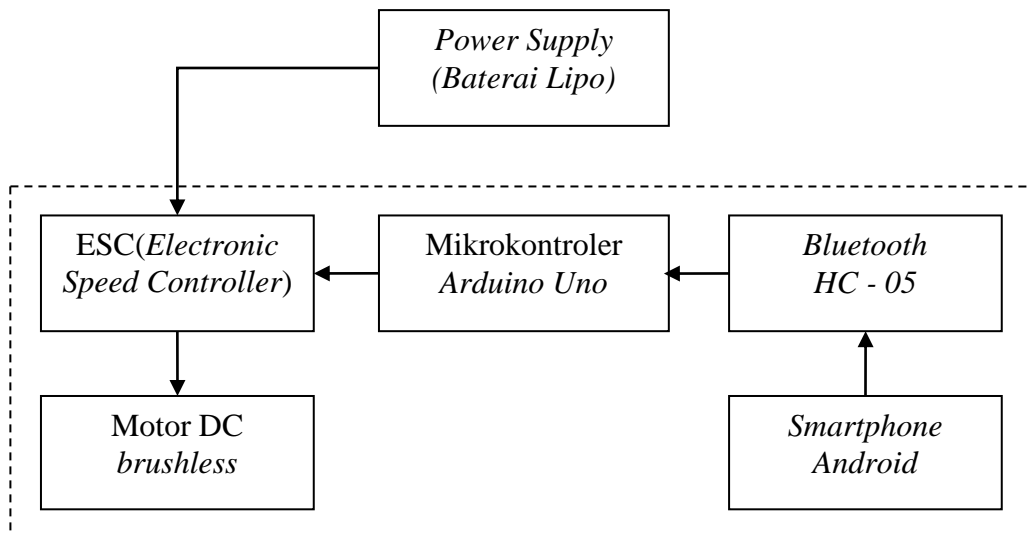 Power Supply
(Baterai Lipo)
ESC(Electronic
Speed Controller)
Mikrokontroler
Arduino Uno
Bluetooth
HC - 05
Motor DC
brushless
Smartphone
Android